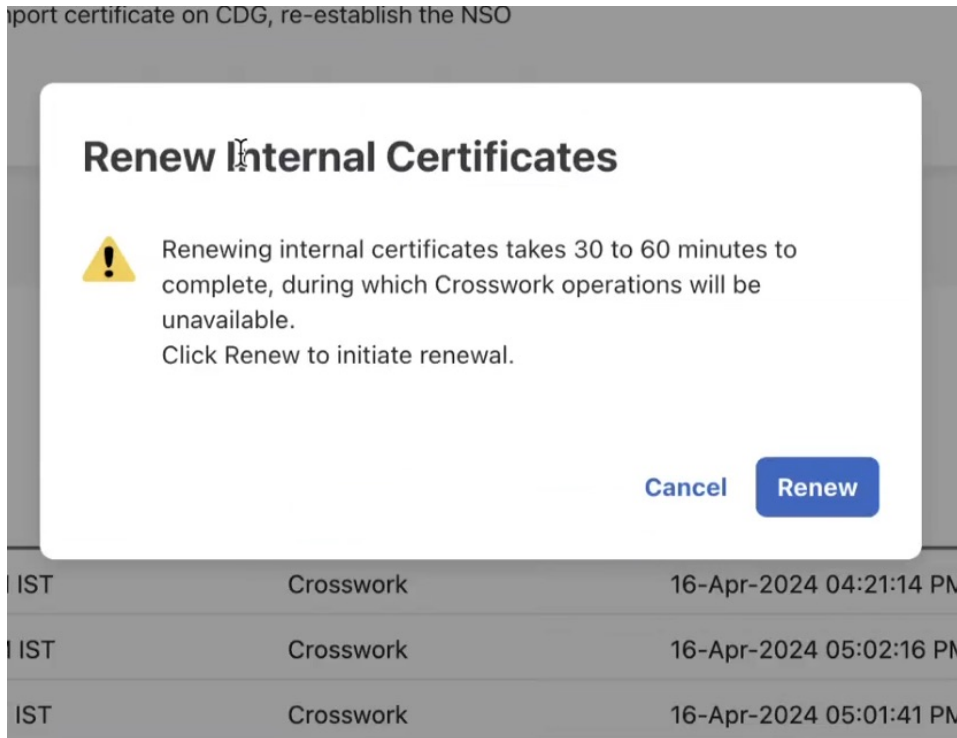 nport certificate on CDG, re-establish the NSO
Renew Internal Certificates
Renewing internal certificates takes 30 to 60 minutes to
complete, during which Crosswork operations will be
unavailable.
Click Renew to initiate renewal.
Cancel Renew
IST Crosswork 16-Apr-2024 04:21:14 PM
IST Crosswork 16-Apr-2024 05:02:16 PM
IST Crosswork 16-Apr-2024 05:01:41 PM